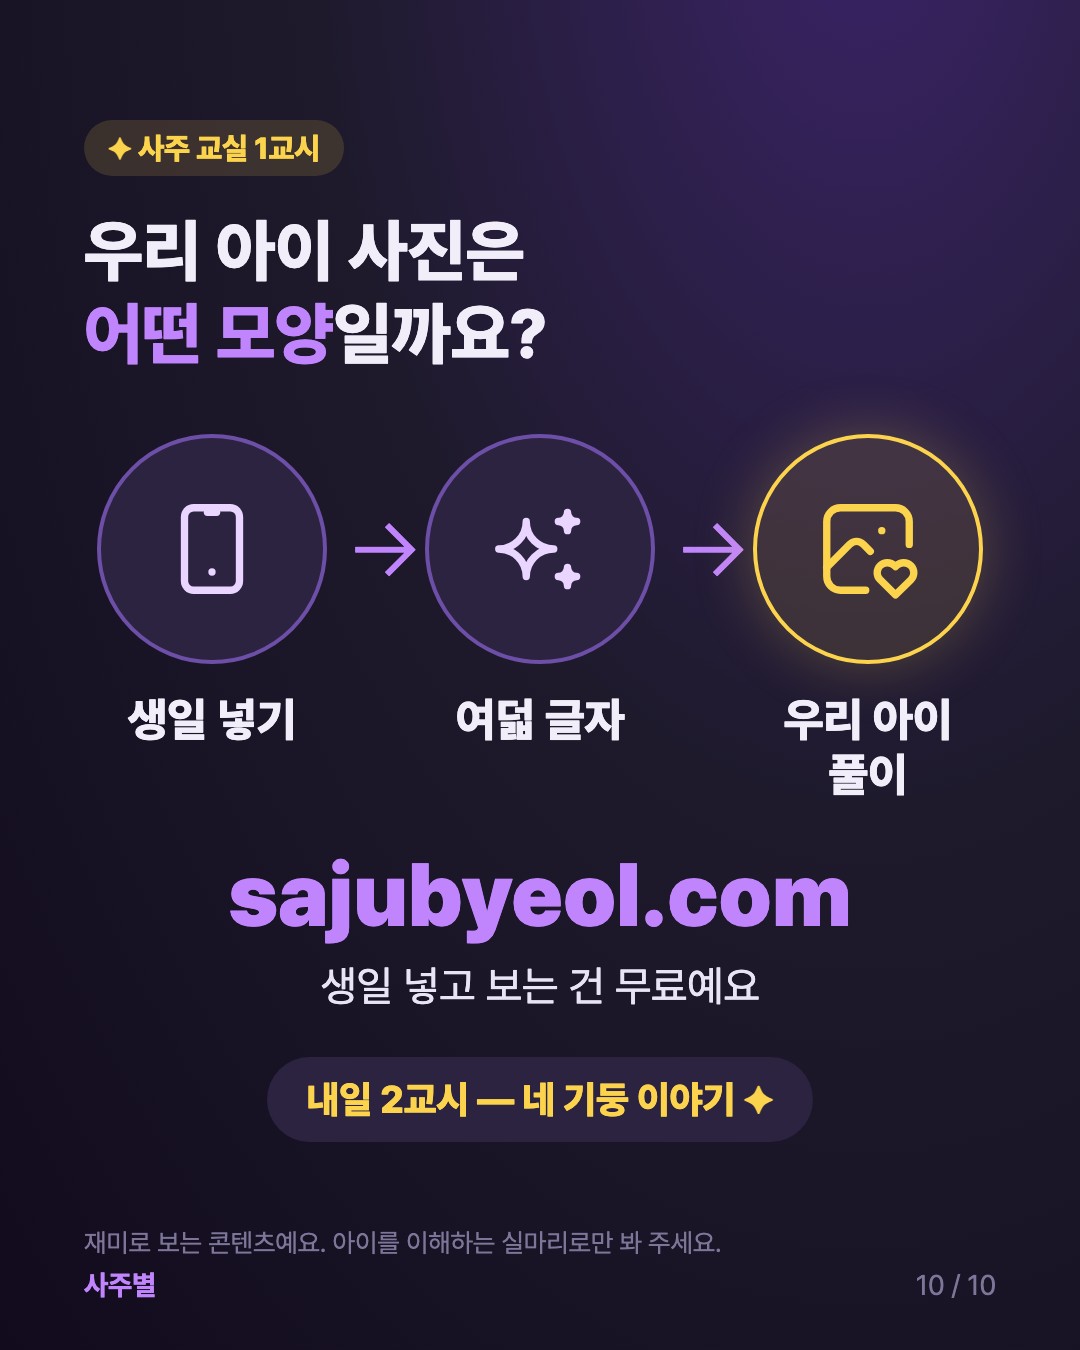 ✦ 사주 교실 1교시
우리 아이 사진은
어떤 모양일까요?
생일 넣기
여덟 글자
우리 아이
풀이
sajubyeol.com
생일 넣고 보는 건 무료예요
내일 2교시 — 네 기둥 이야기 ✦
재미로 보는 콘텐츠예요. 아이를 이해하는 실마리로만 봐 주세요.
사주별
10 / 10